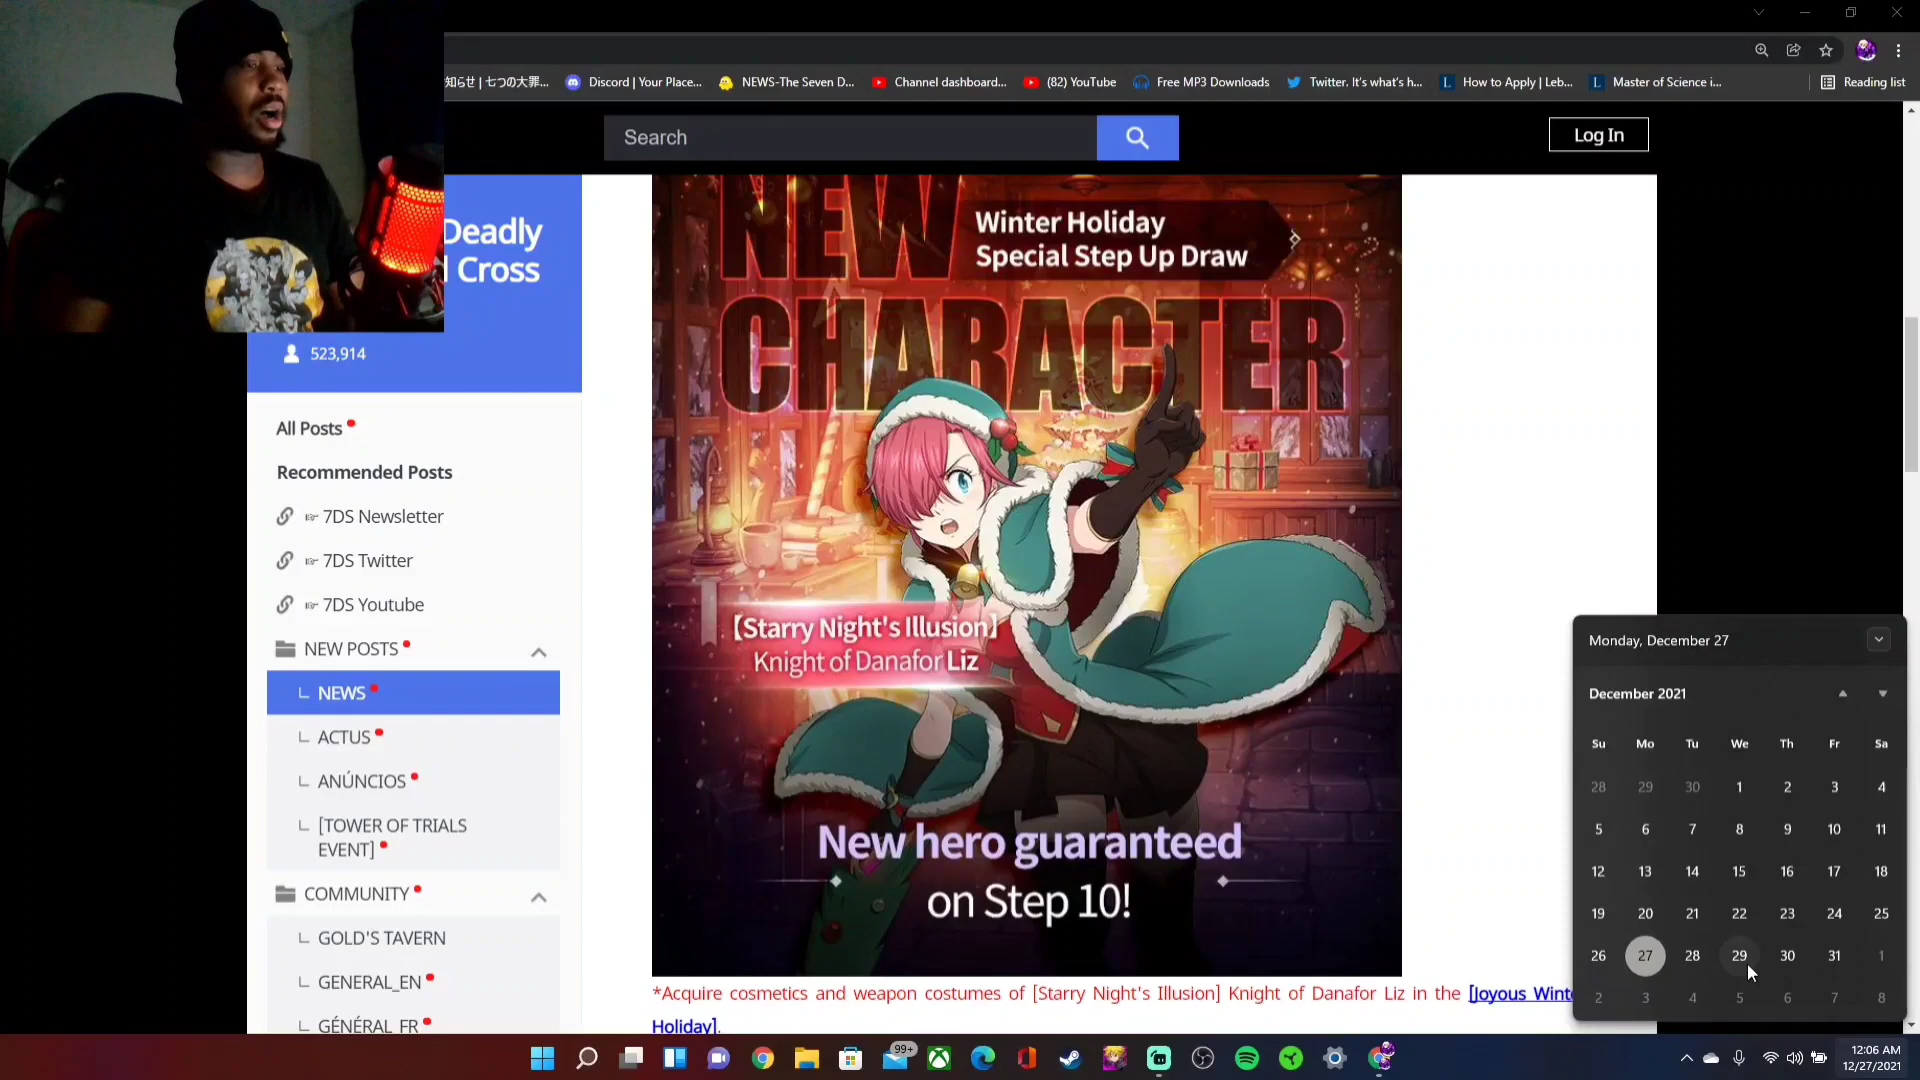 知らせ | 七つの大罪...
Discord | Your Place...
NEWS-The Seven D...
Channel dashboard...
(82) YouTube
Free MP3 Downloads
Twitter. It's what's h...
L How to Apply | Leb...
L Master of Science i...
Reading list
Search
Log In
Deadly
Cross
523,914
All Posts
Recommended Posts
☞ 7DS Newsletter
☞ 7DS Twitter
☞ 7DS Youtube
NEW POSTS
NEWS
ACTUS
ANÚNCIOS
[TOWER OF TRIALS
EVENT]
COMMUNITY
GOLD'S TAVERN
GENERAL_EN
GÉNÉRAL_FR
NEW
Winter Holiday
Special Step Up Draw
CHARACTER
【Starry Night's Illusion】
Knight of Danafor Liz
New hero guaranteed
on Step 10!
*Acquire cosmetics and weapon costumes of [Starry Night's Illusion] Knight of Danafor Liz in the [Joyous Winte
Holiday].
Monday, December 27
December 2021
Su Mo Tu We Th Fr Sa
28 29 30 1 2 3 4
5 6 7 8 9 10 11
12 13 14 15 16 17 18
19 20 21 22 23 24 25
26 27 28 29 30 31 1
2 3 4 5 6 7 8
99+
12:06 AM
12/27/2021